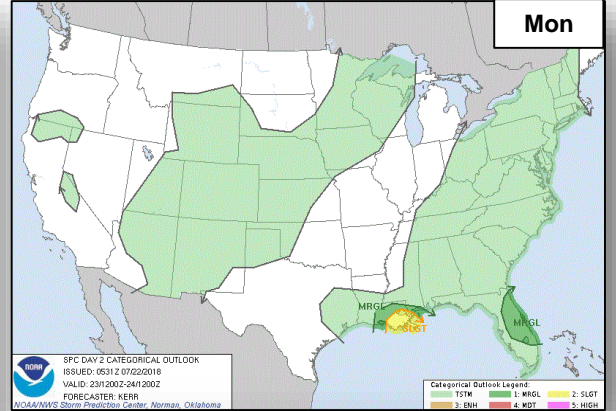 Mon
MRGL
SLGT
MRGL
NOAA
SPC DAY 2 CATEGORICAL OUTLOOK
ISSUED: 0531Z 07/22/2018
VALID: 23/1200Z-24/1200Z
FORECASTER: KERR
NOAA/NWS Storm Prediction Center, Norman, Oklahoma
Categorical Outlook Legend:
TSTM 1: MRGL 2: SLGT
3: ENH 4: MDT 5: HIGH